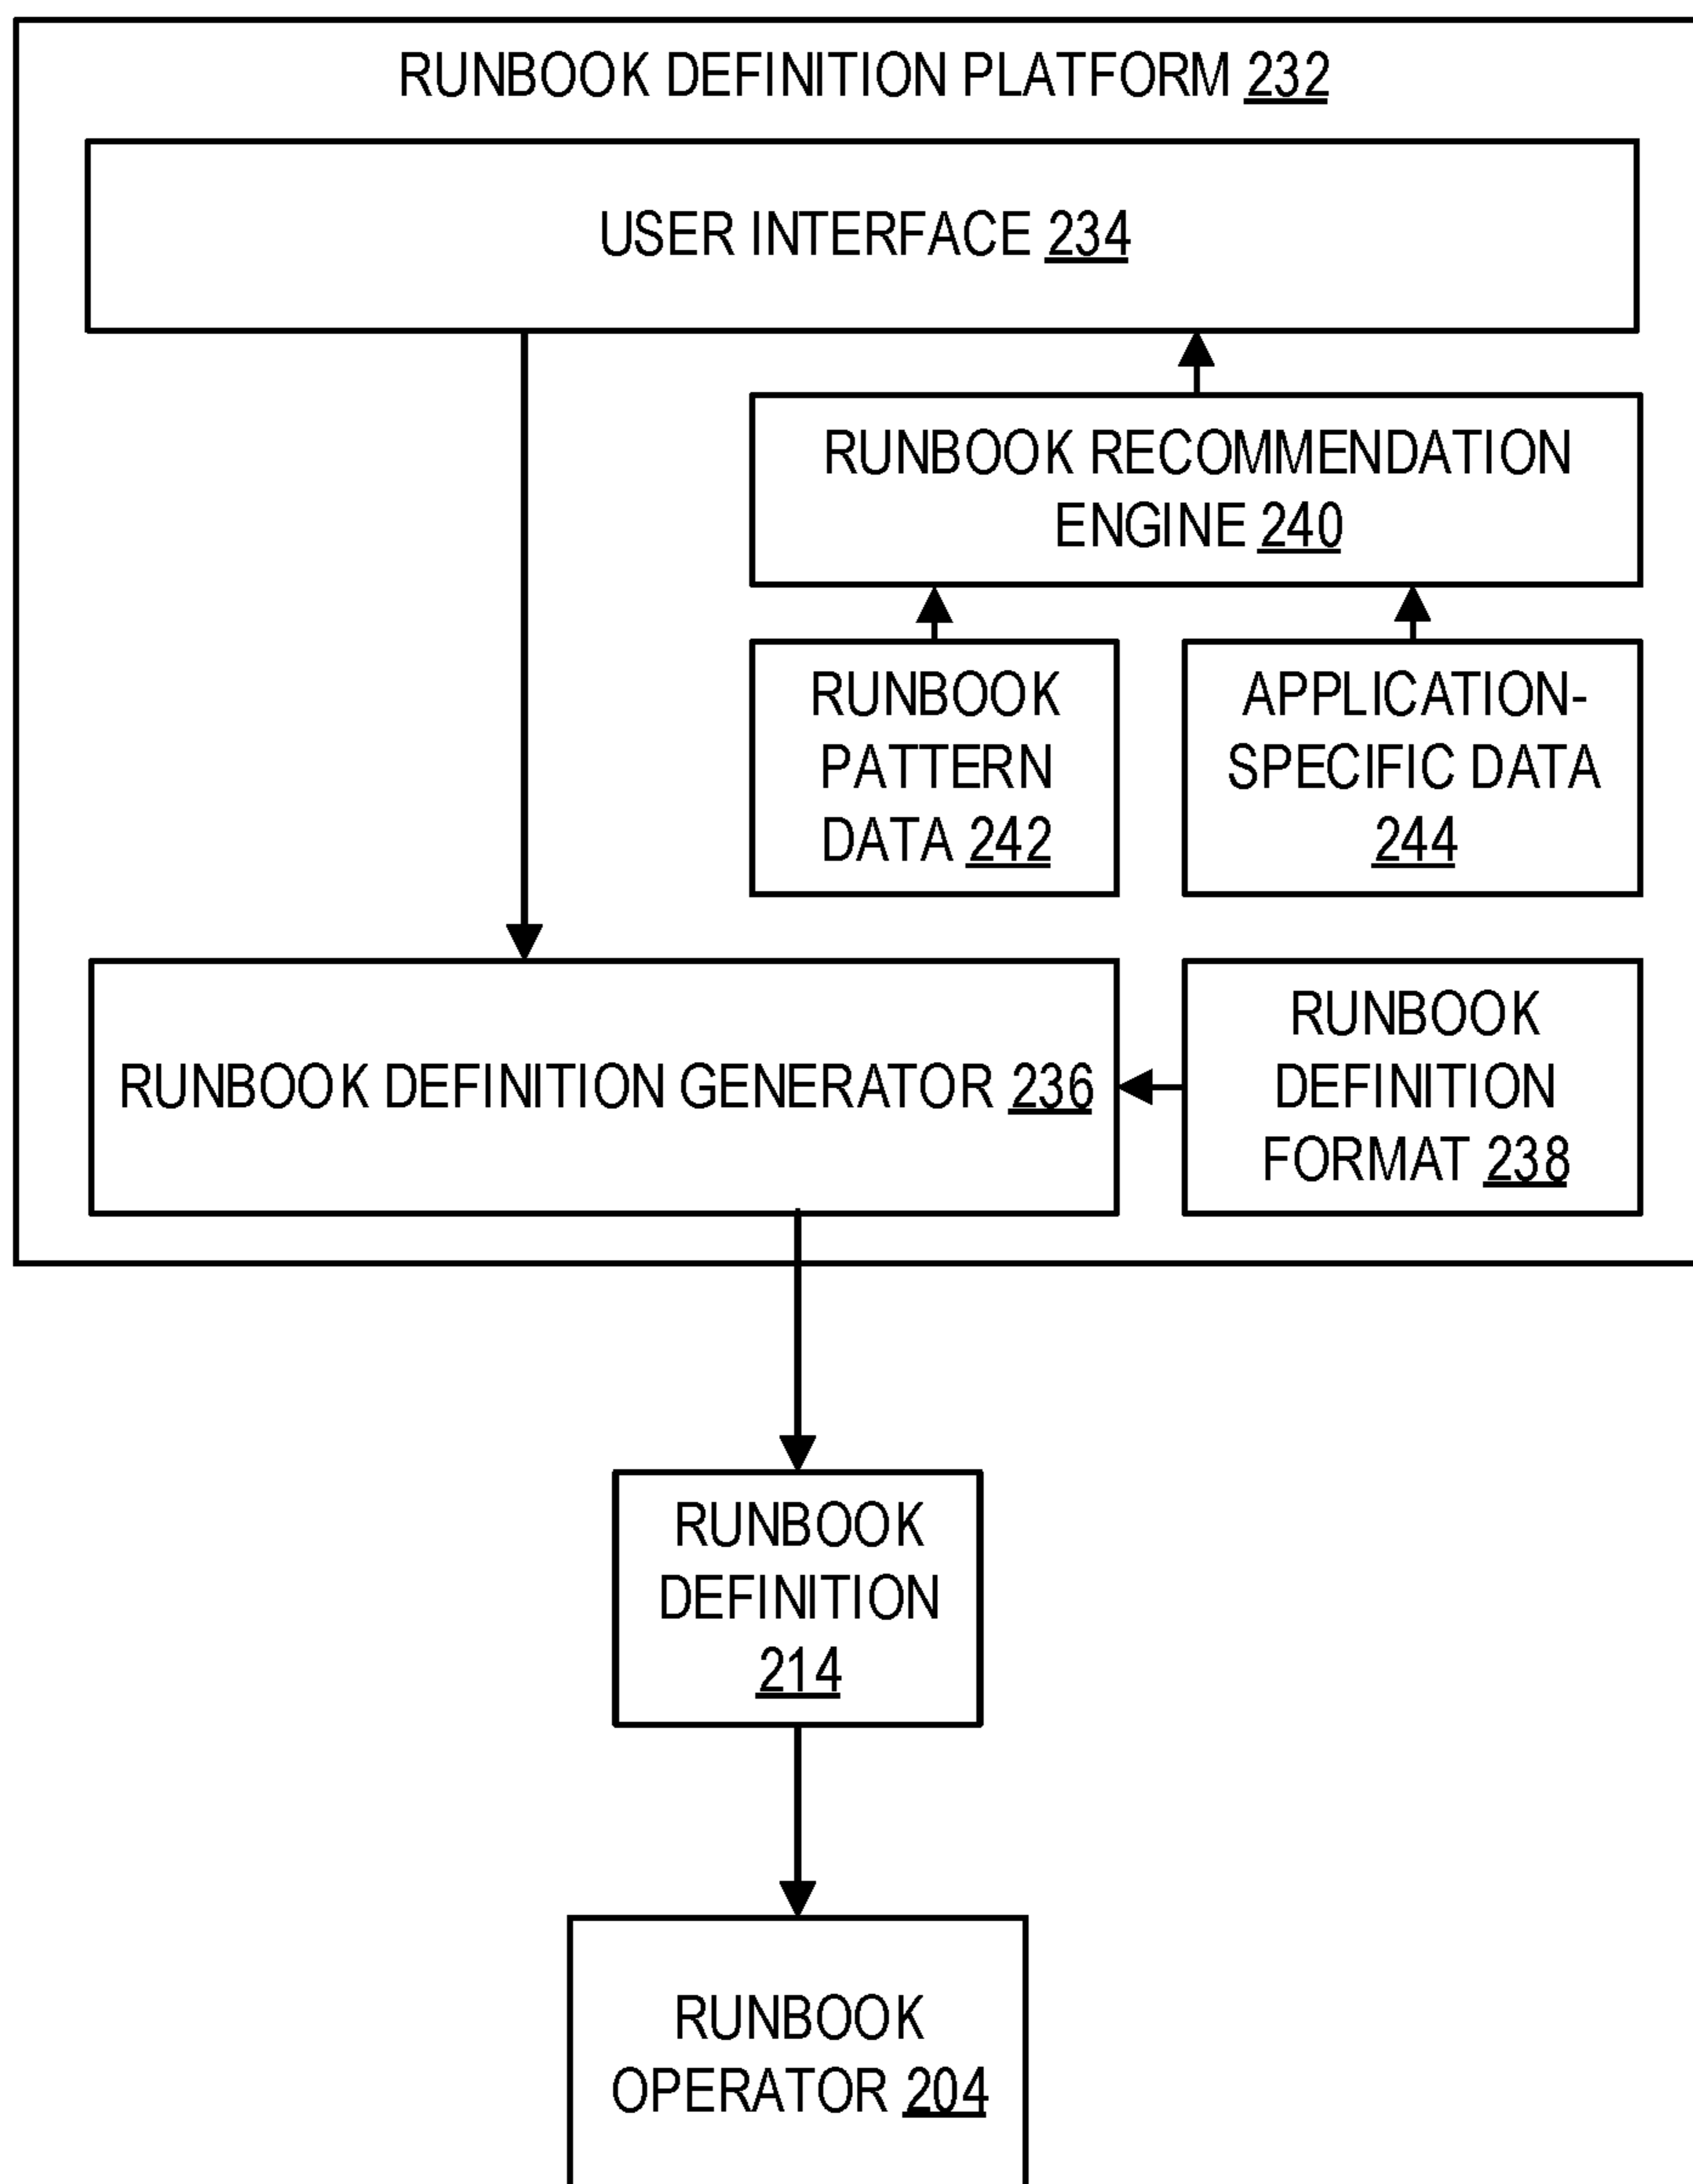 RUNBOOK DEFINITION PLATFORM 232
USER INTERFACE 234
RUNBOOK RECOMMENDATION
ENGINE 240
RUNBOOK
PATTERN
DATA 242
APPLICATION-
SPECIFIC DATA
244
RUNBOOK DEFINITION GENERATOR 236
RUNBOOK
DEFINITION
FORMAT 238
RUNBOOK
DEFINITION
214
RUNBOOK
OPERATOR 204